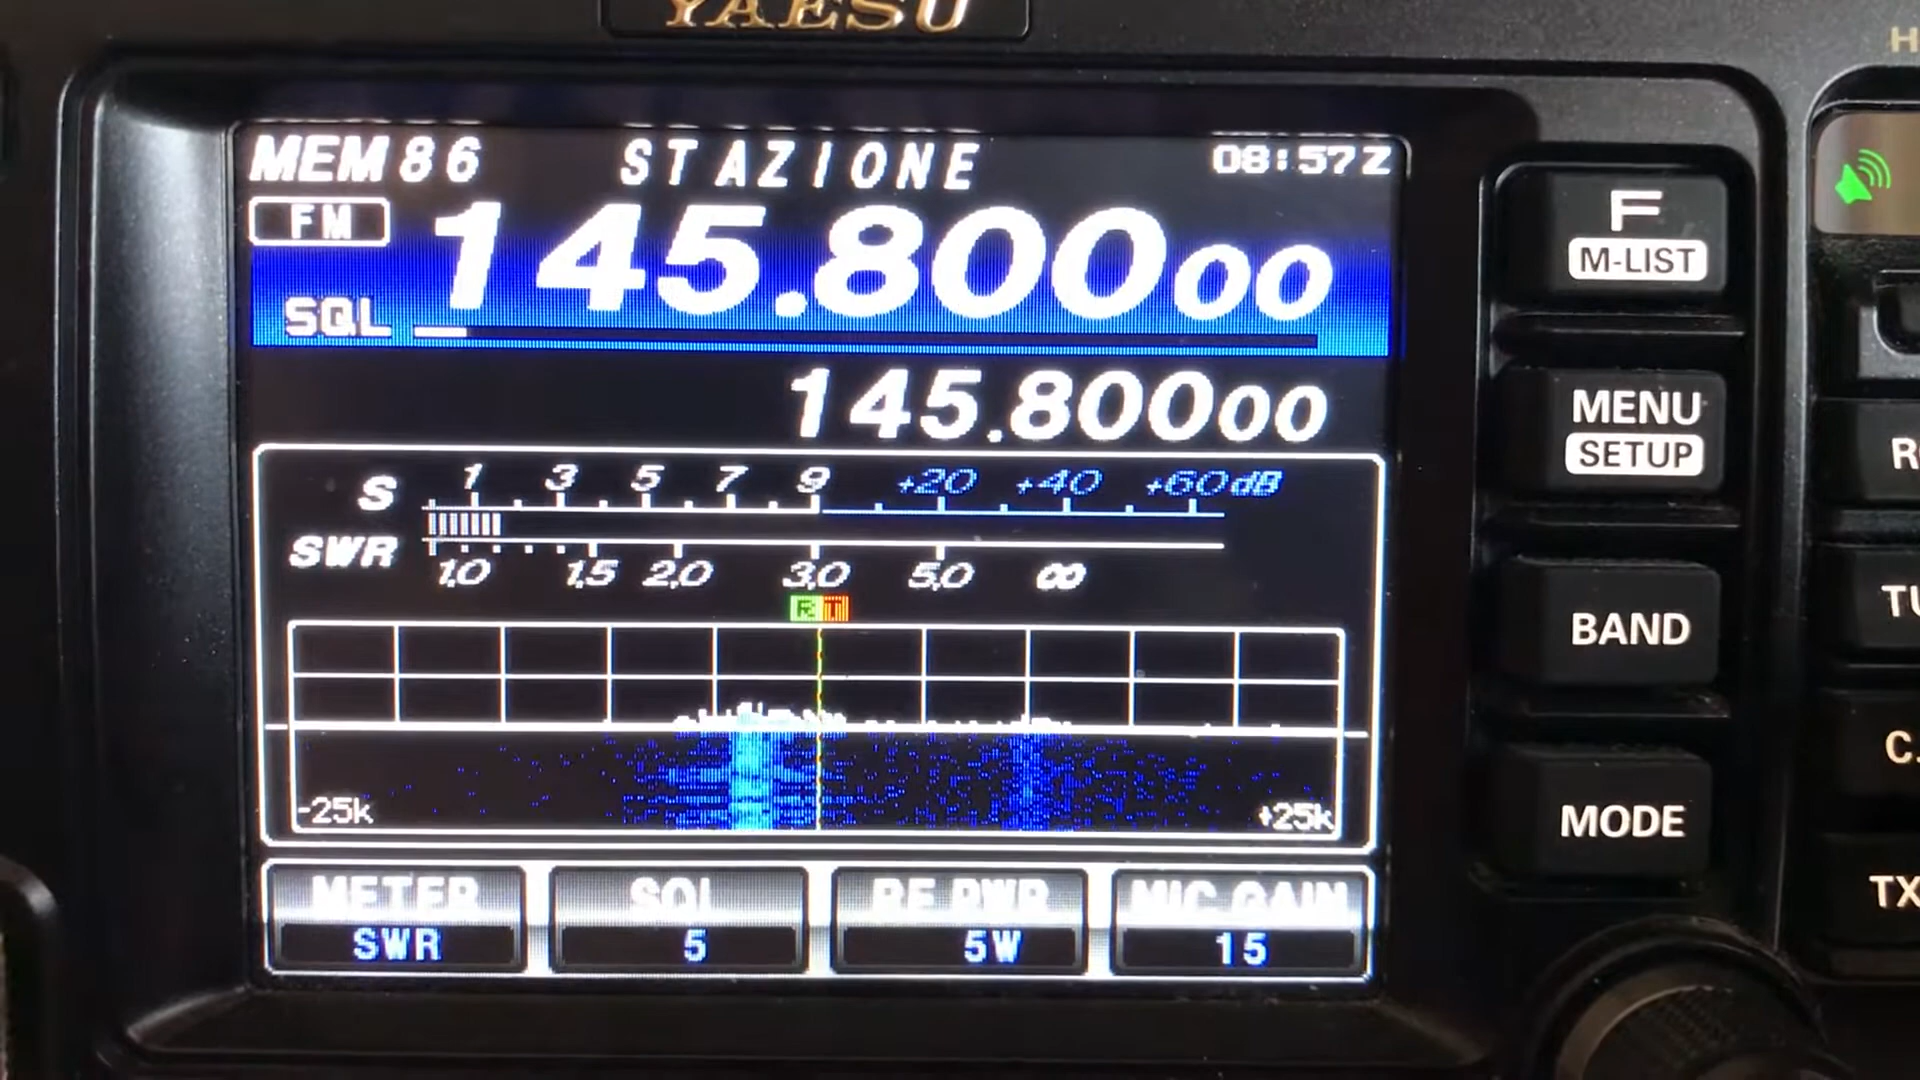 YAESU
MEM86 STAZIONE 08:57Z
FM 145.80000
SQL
145.80000
S 1 3 5 7 9 +20 +40 +60dB
SWR 1,0 1,5 2,0 3,0 5,0 ∞
R T
-25k +25k
METER SQL RF PWR MIC GAIN
SWR 5 5W 15
F
M-LIST
MENU
SETUP
BAND
MODE